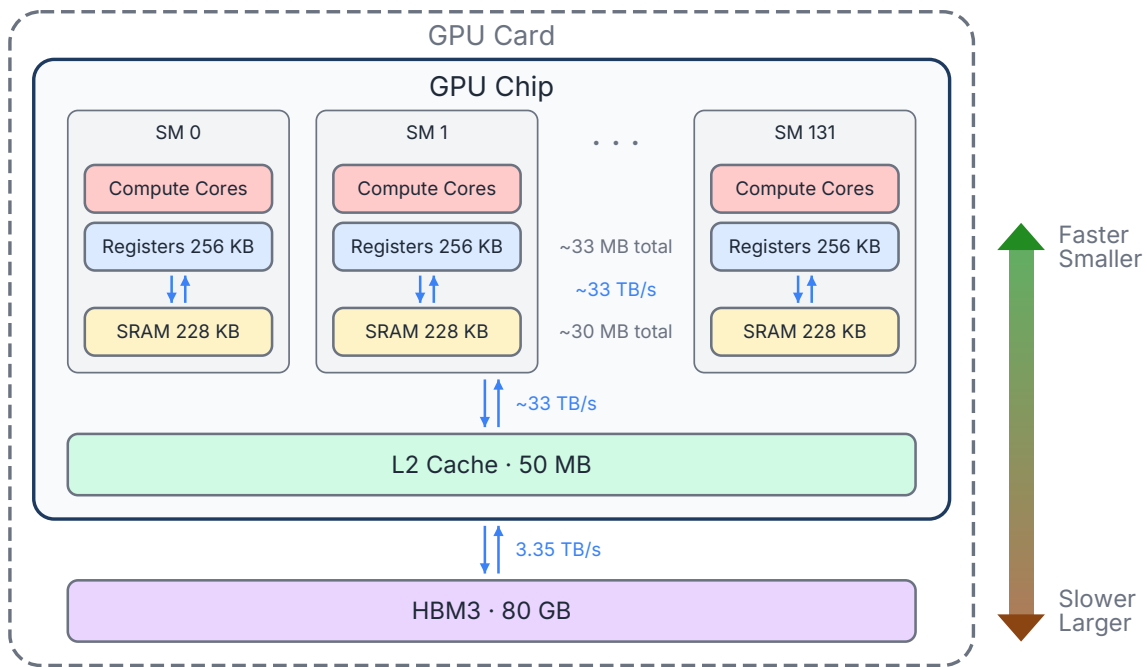 GPU Card
GPU Chip
SM 0
SM 1
. . .
SM 131
Compute Cores
Compute Cores
Compute Cores
Registers 256 KB
Registers 256 KB
~33 MB total
Registers 256 KB
~33 TB/s
SRAM 228 KB
SRAM 228 KB
~30 MB total
SRAM 228 KB
~33 TB/s
L2 Cache · 50 MB
3.35 TB/s
HBM3 · 80 GB
Faster
Smaller
Slower
Larger